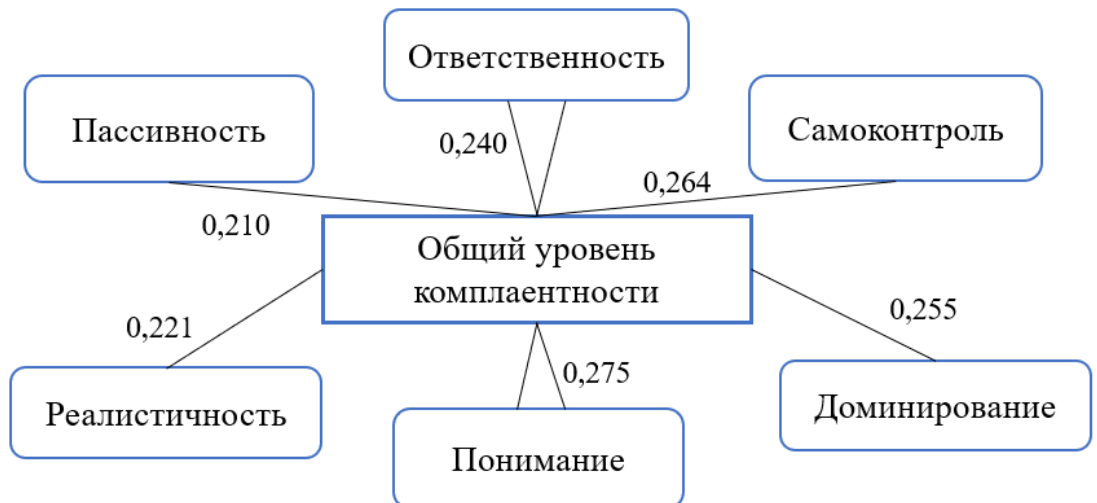 Ответственность
Пассивность
Самоконтроль
0,240
0,264
0,210
Общий уровень
комплаентности
0,221
0,255
0,275
Реалистичность
Понимание
Доминирование